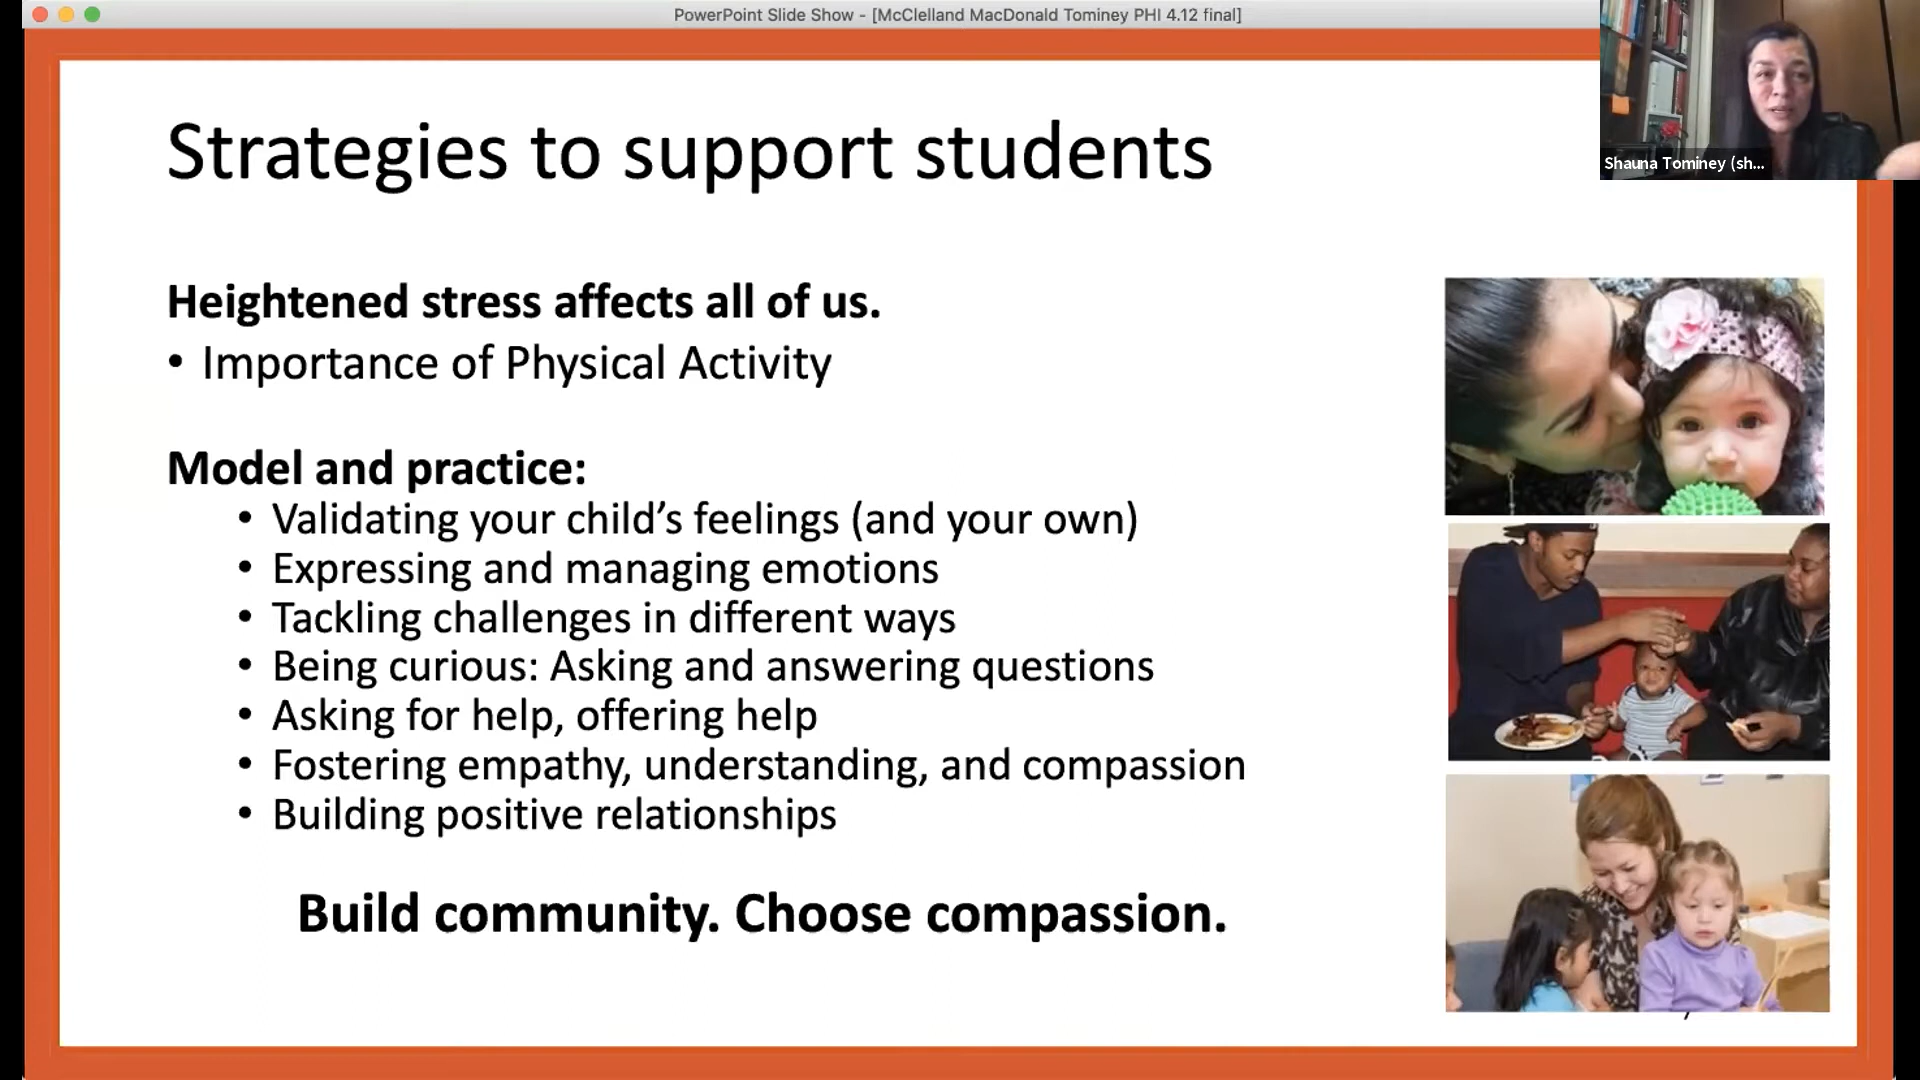 PowerPoint Slide Show - [McClelland MacDonald Tominey PHI 4.12 final]
Shauna Tominey (sh...
Strategies to support students
Heightened stress affects all of us.
• Importance of Physical Activity
Model and practice:
• Validating your child’s feelings (and your own)
• Expressing and managing emotions
• Tackling challenges in different ways
• Being curious: Asking and answering questions
• Asking for help, offering help
• Fostering empathy, understanding, and compassion
• Building positive relationships
Build community. Choose compassion.